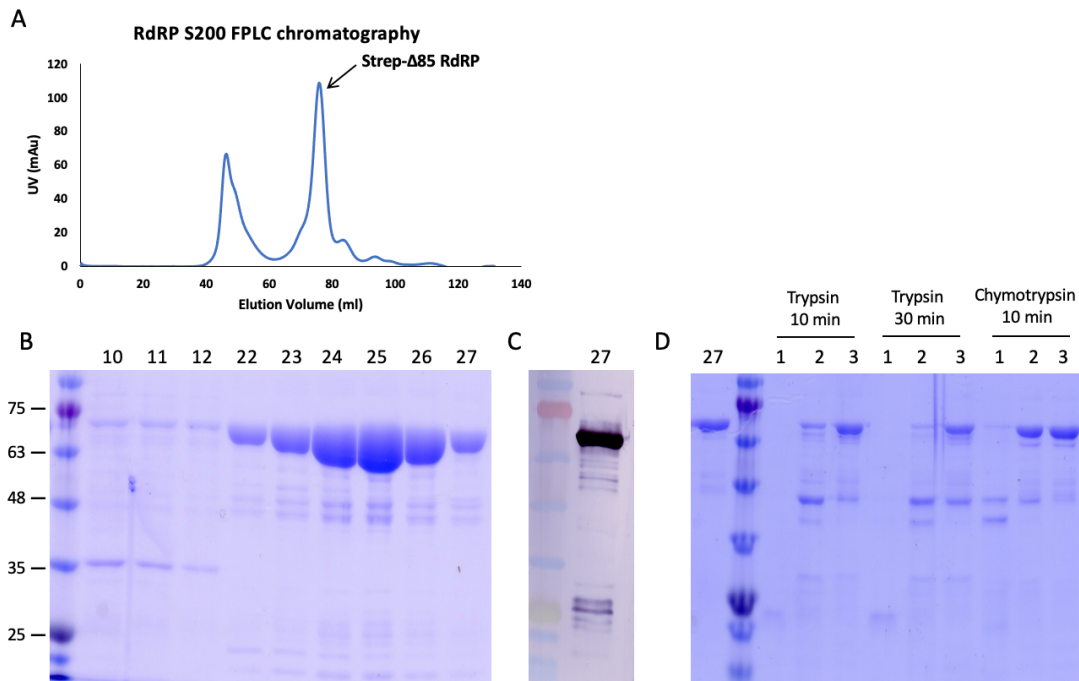 A
RdRP S200 FPLC chromatography
Strep-Δ85 RdRP
120
100
80
60
40
20
0
UV (mAu)
0 20 40 60 80 100 120 140
Elution Volume (ml)
B
10 11 12 22 23 24 25 26 27
75
63
48
35
25
C
27
D
Trypsin
10 min
Trypsin
30 min
Chymotrypsin
10 min
27 1 2 3 1 2 3 1 2 3